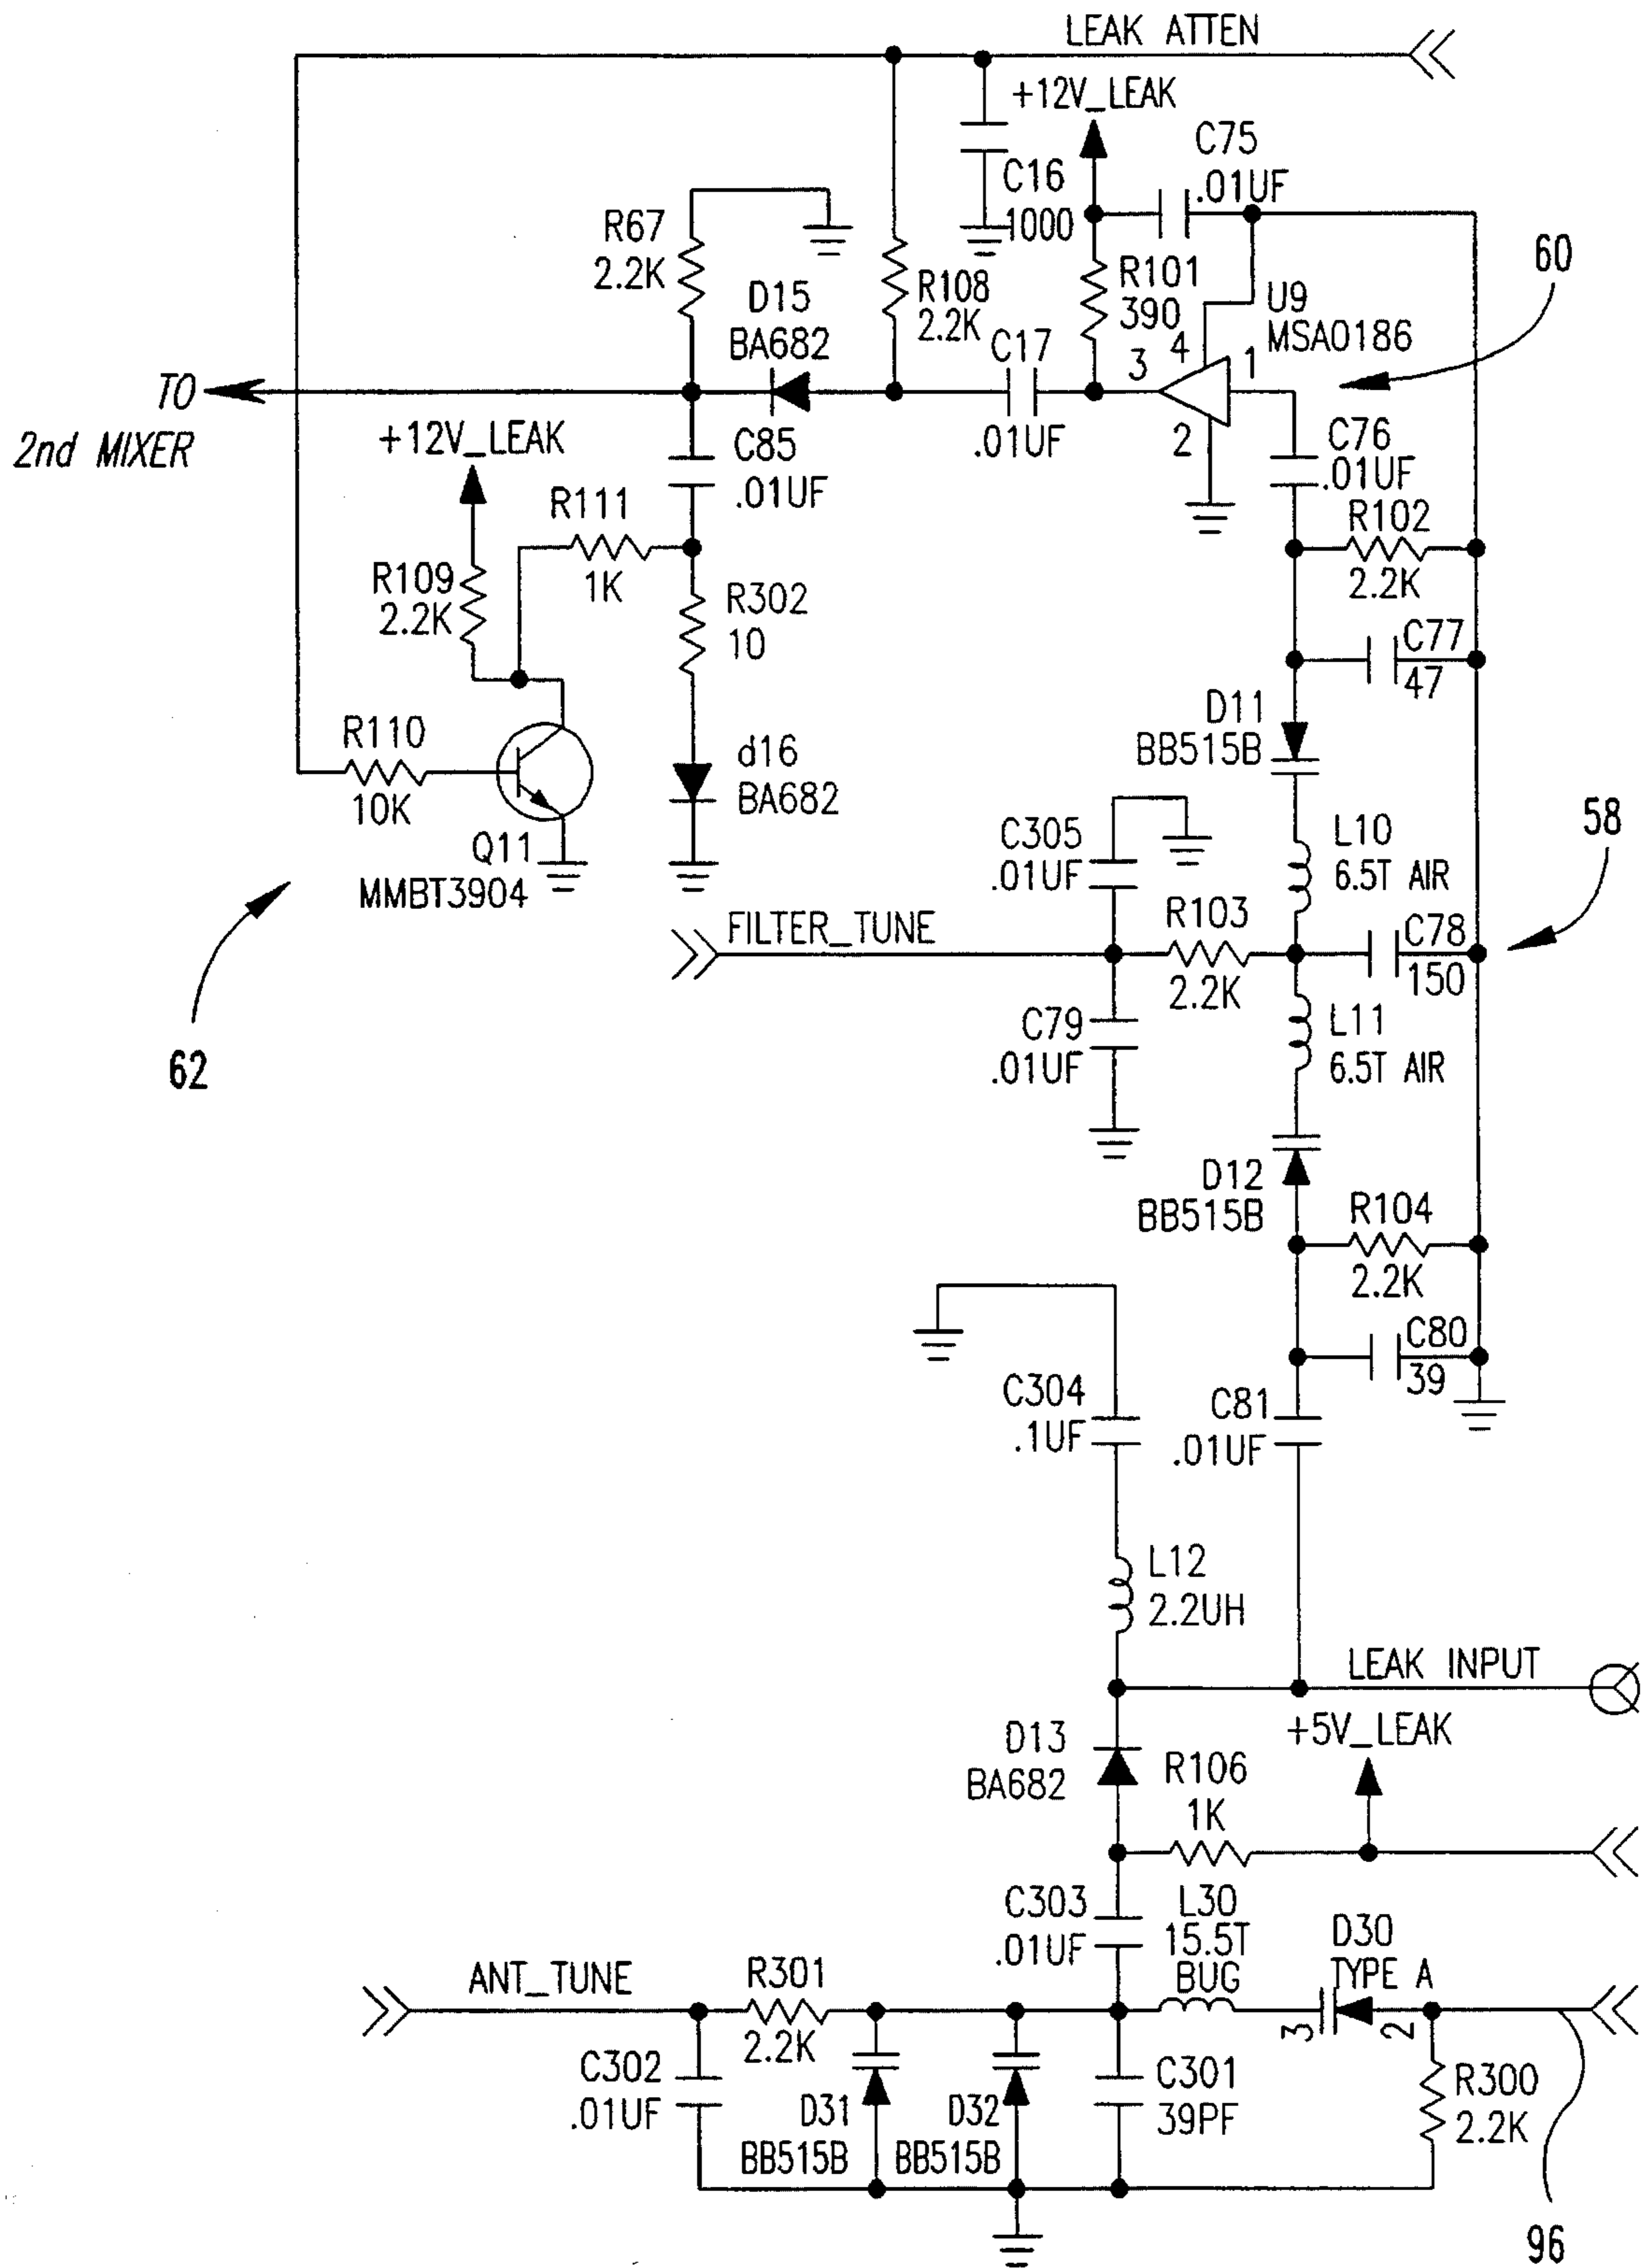 LEAK ATTEN
+12V_LEAK
C75
.01UF
C16
1000
R67
2.2K
D15
BA682
R108
2.2K
R101
390
U9
MSA0186
60
C17
.01UF
3
4
1
2
TO
2nd MIXER
+12V_LEAK
C85
.01UF
C76
.01UF
R111
1K
R102
2.2K
R109
2.2K
R302
10
C77
47
R110
10K
d16
BA682
D11
BB515B
Q11
MMBT3904
C305
.01UF
L10
6.5T AIR
58
62
FILTER_TUNE
R103
2.2K
C78
150
C79
.01UF
L11
6.5T AIR
D12
BB515B
R104
2.2K
C80
39
C304
.1UF
C81
.01UF
L12
2.2UH
LEAK INPUT
+5V_LEAK
D13
BA682
R106
1K
C303
.01UF
L30
15.5T
BUG
D30
TYPE A
3
2
ANT_TUNE
R301
2.2K
C302
.01UF
D31
BB515B
D32
BB515B
C301
39PF
R300
2.2K
96